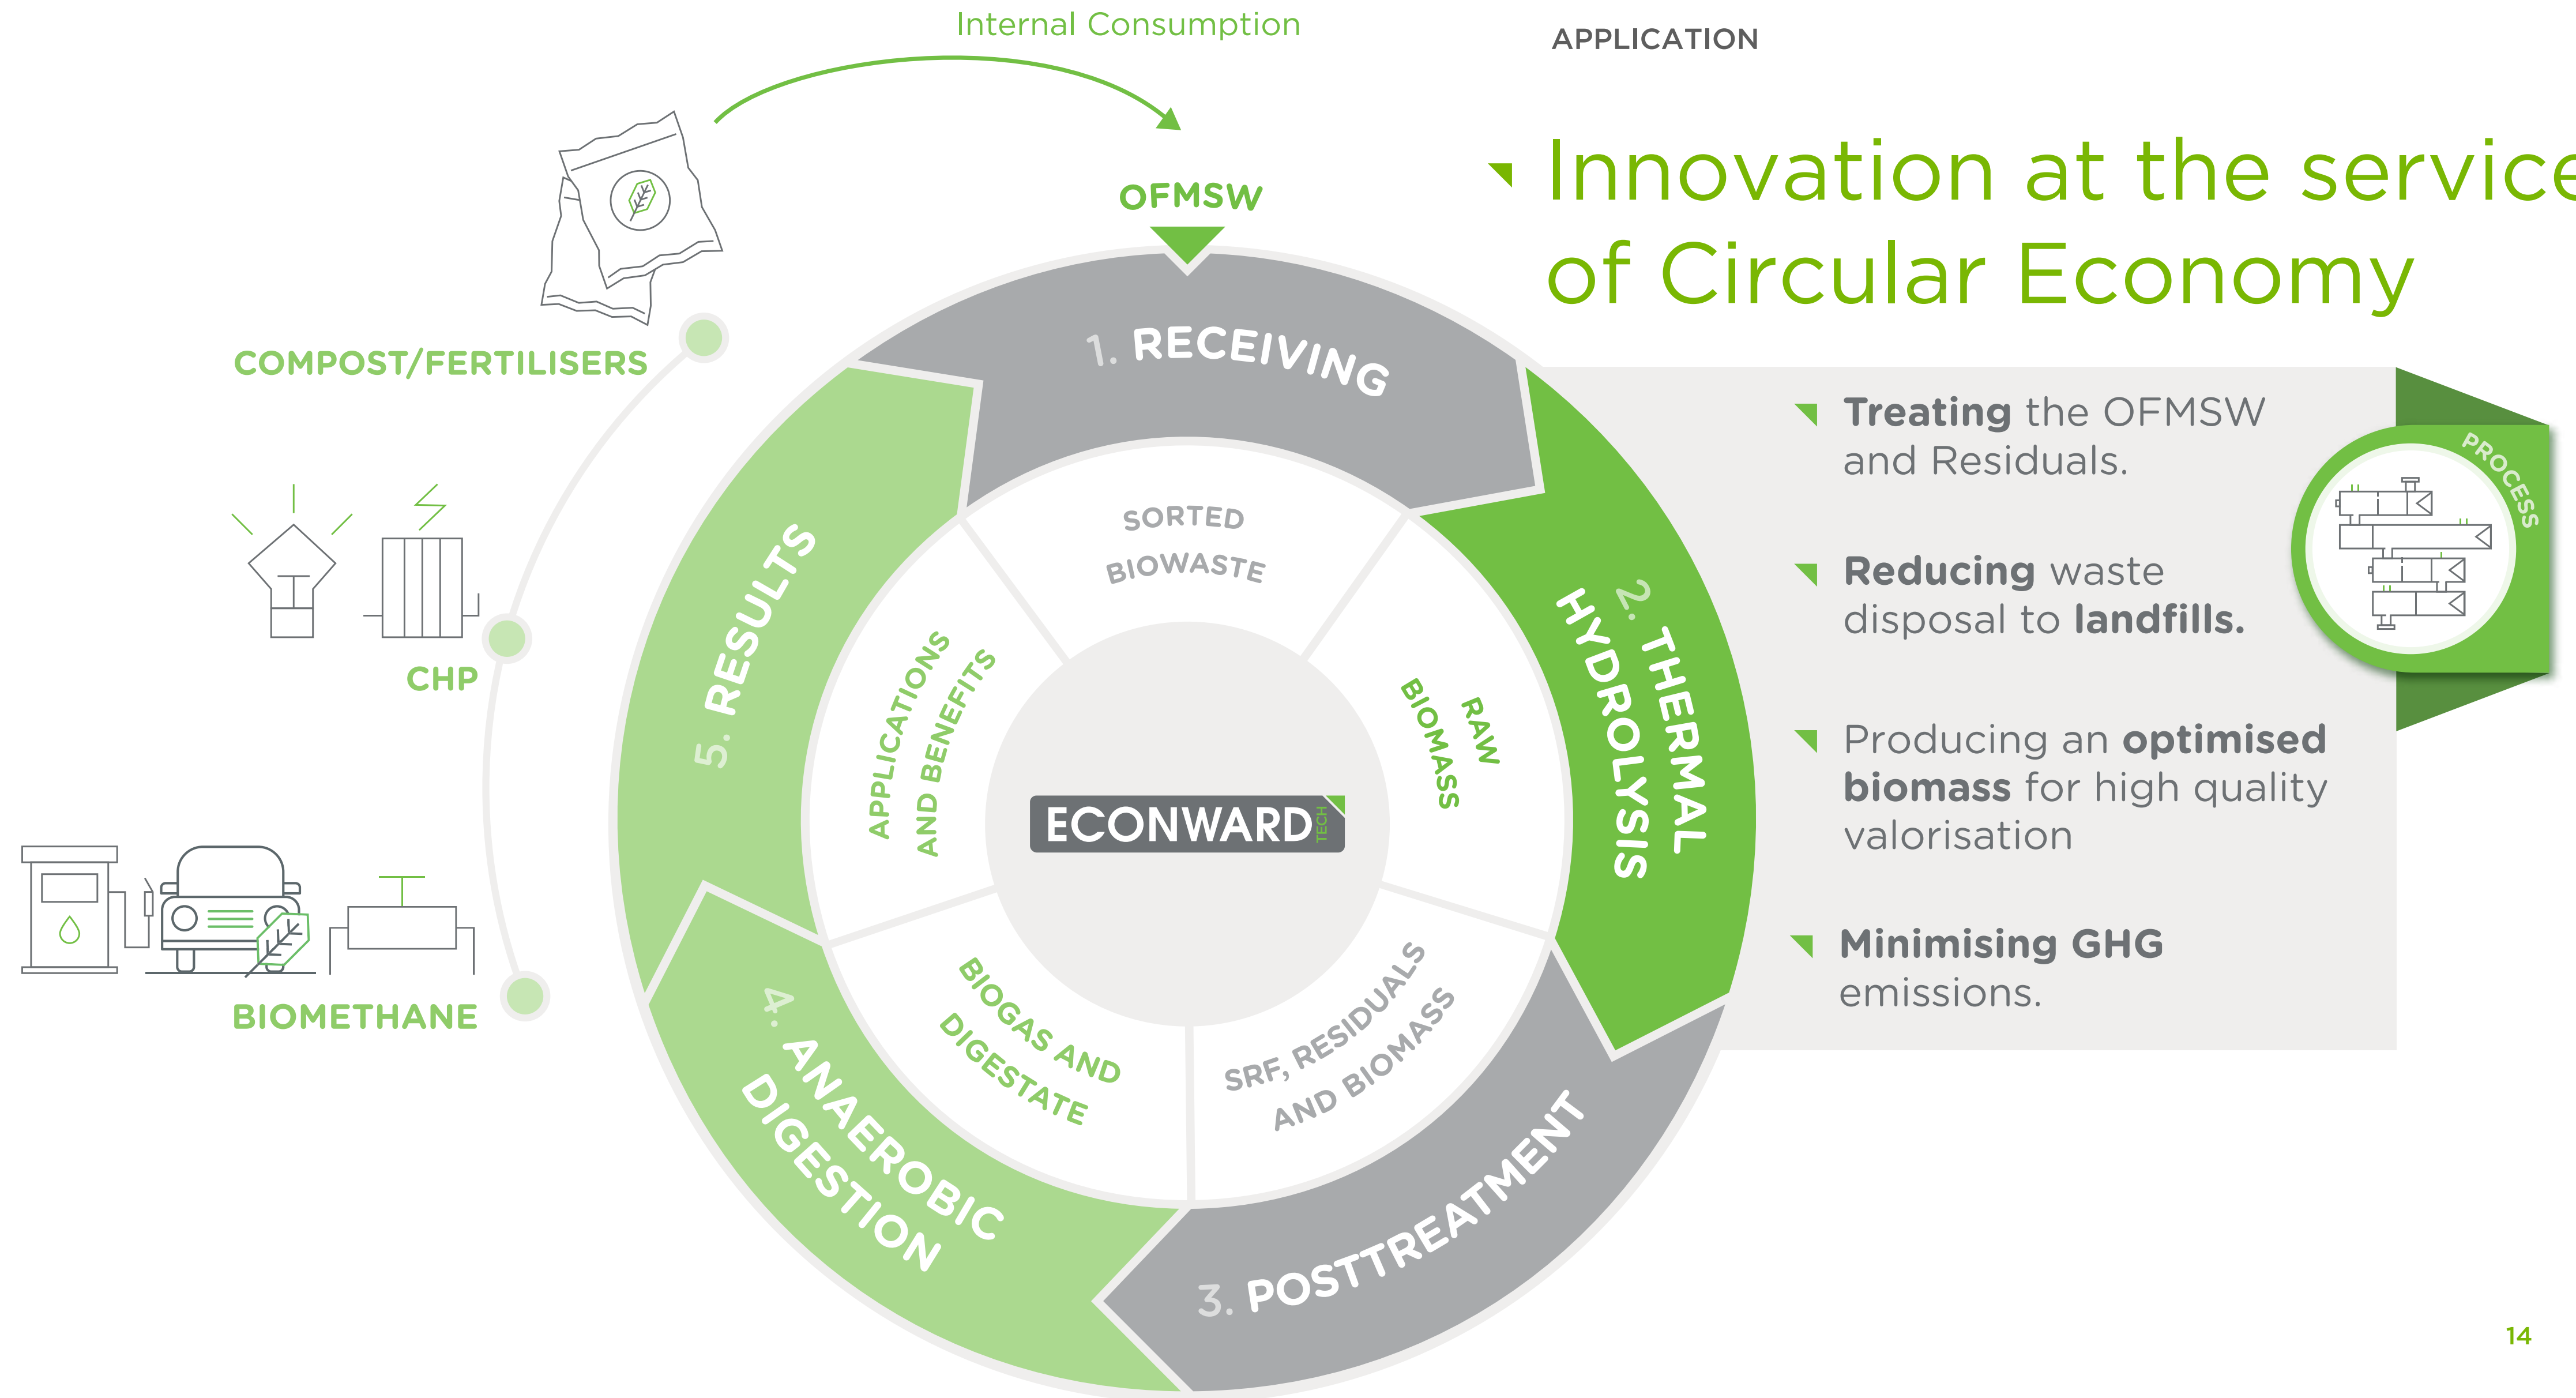 Internal Consumption
APPLICATION
Innovation at the service
of Circular Economy
OFMSW
COMPOST/FERTILISERS
CHP
BIOMETHANE
1. RECEIVING
2. THERMAL
HYDROLYSIS
3. POSTTREATMENT
4. ANAEROBIC
DIGESTION
5. RESULTS
SORTED
BIOWASTE
RAW
BIOMASS
SRF, RESIDUALS
AND BIOMASS
BIOGAS AND
DIGESTATE
APPLICATIONS
AND BENEFITS
ECONWARD TECH
Treating the OFMSW
and Residuals.
Reducing waste
disposal to landfills.
Producing an optimised
biomass for high quality
valorisation
Minimising GHG
emissions.
PROCESS
14